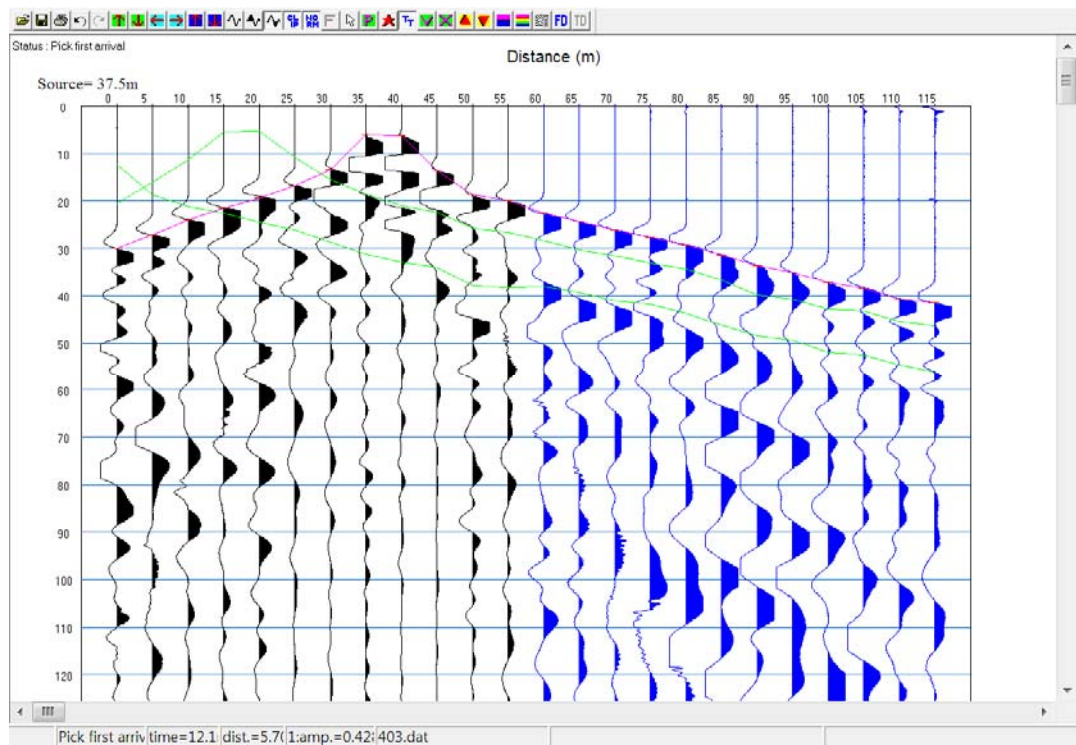 CLIP NORM F P TT FD TD
Status : Pick first arrival
Distance (m)
Source= 37.5m
0 5 10 15 20 25 30 35 40 45 50 55 60 65 70 75 80 85 90 95 100 105 110 115
0
10
20
30
40
50
60
70
80
90
100
110
120
Pick first arriv time=12.1 dist.=5.7( 1:amp.=0.42 403.dat